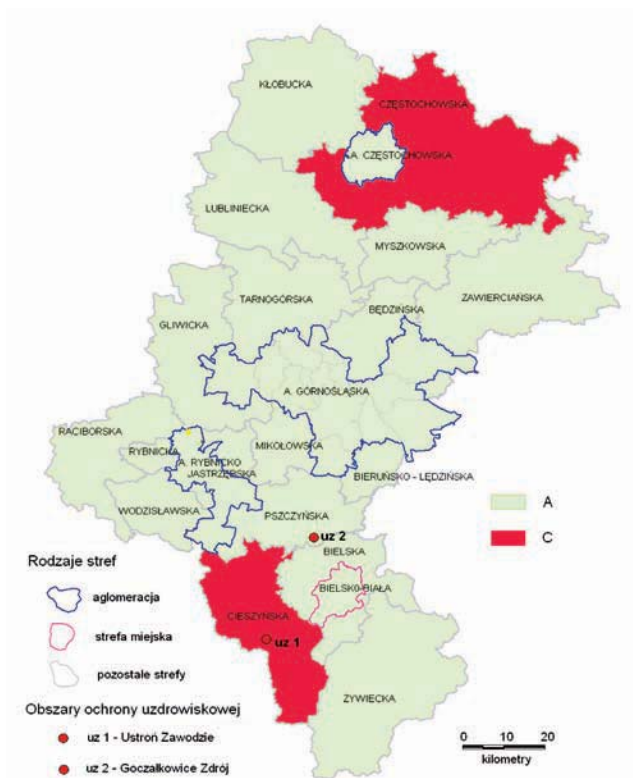 KŁOBUCKA
CZĘSTOCHOWSKA
A. CZĘSTOCHOWSKA
LUBLINIECKA
MYSZKOWSKA
TARNOGÓRSKA
BĘDZIŃSKA
ZAWIERCIAŃSKA
GLIWICKA
A. GÓRNOŚLĄSKA
RACIBORSKA
RYBNICKA
MIKOŁOWSKA
A. RYBNICKO
JASTRZĘBSKA
BIERUŃSKO - LĘDZIŃSKA
WODZISŁAWSKA
PSZCZYŃSKA
A
C
uz 2
BIELSKA
Rodzaje stref
BIELSKO-BIAŁA
aglomeracja
CIESZYŃSKA
strefa miejska
uz 1
pozostałe strefy
ŻYWIECKA
Obszary ochrony uzdrowiskowej
uz 1 - Ustroń Zawodzie
uz 2 - Goczałkowice Zdrój
0 10 20
kilometry